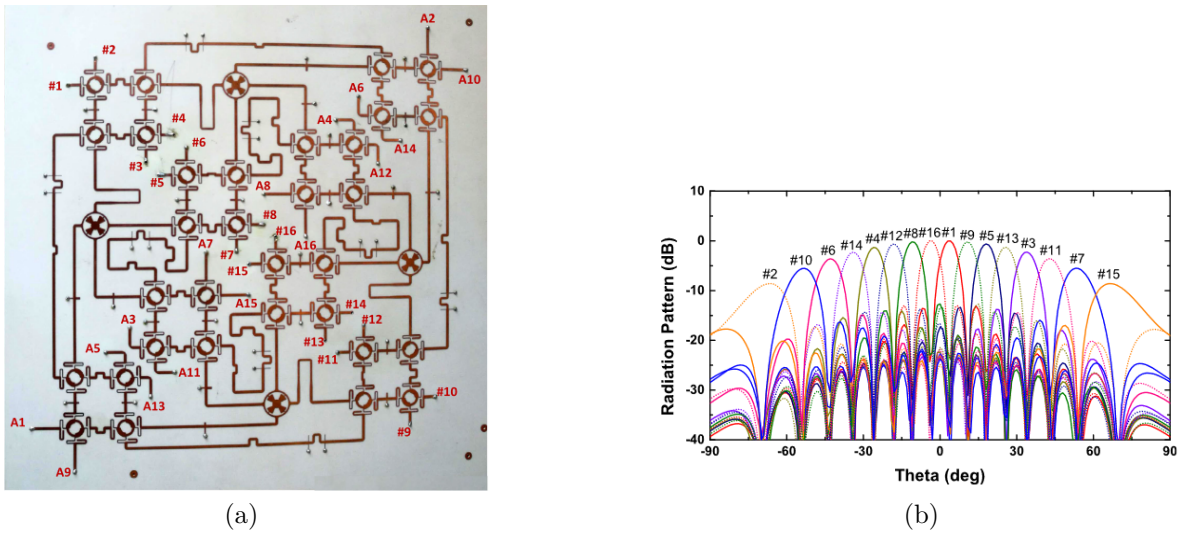 A2
#2
#1
A10
A6
#4
A4
#6
A14
#3
#5
A8
A12
#8
A7
#16
#7
A16
#15
A15
#14
A3
#12
#13
A5
#11
A11
A13
#10
A1
#9
A9
(a)
10
0
-10
-20
-30
-40
Radiation Pattern (dB)
#2
#10
#6
#14
#4
#12
#8
#16
#1
#9
#5
#13
#3
#11
#7
#15
-90
-60
-30
0
30
60
90
Theta (deg)
(b)